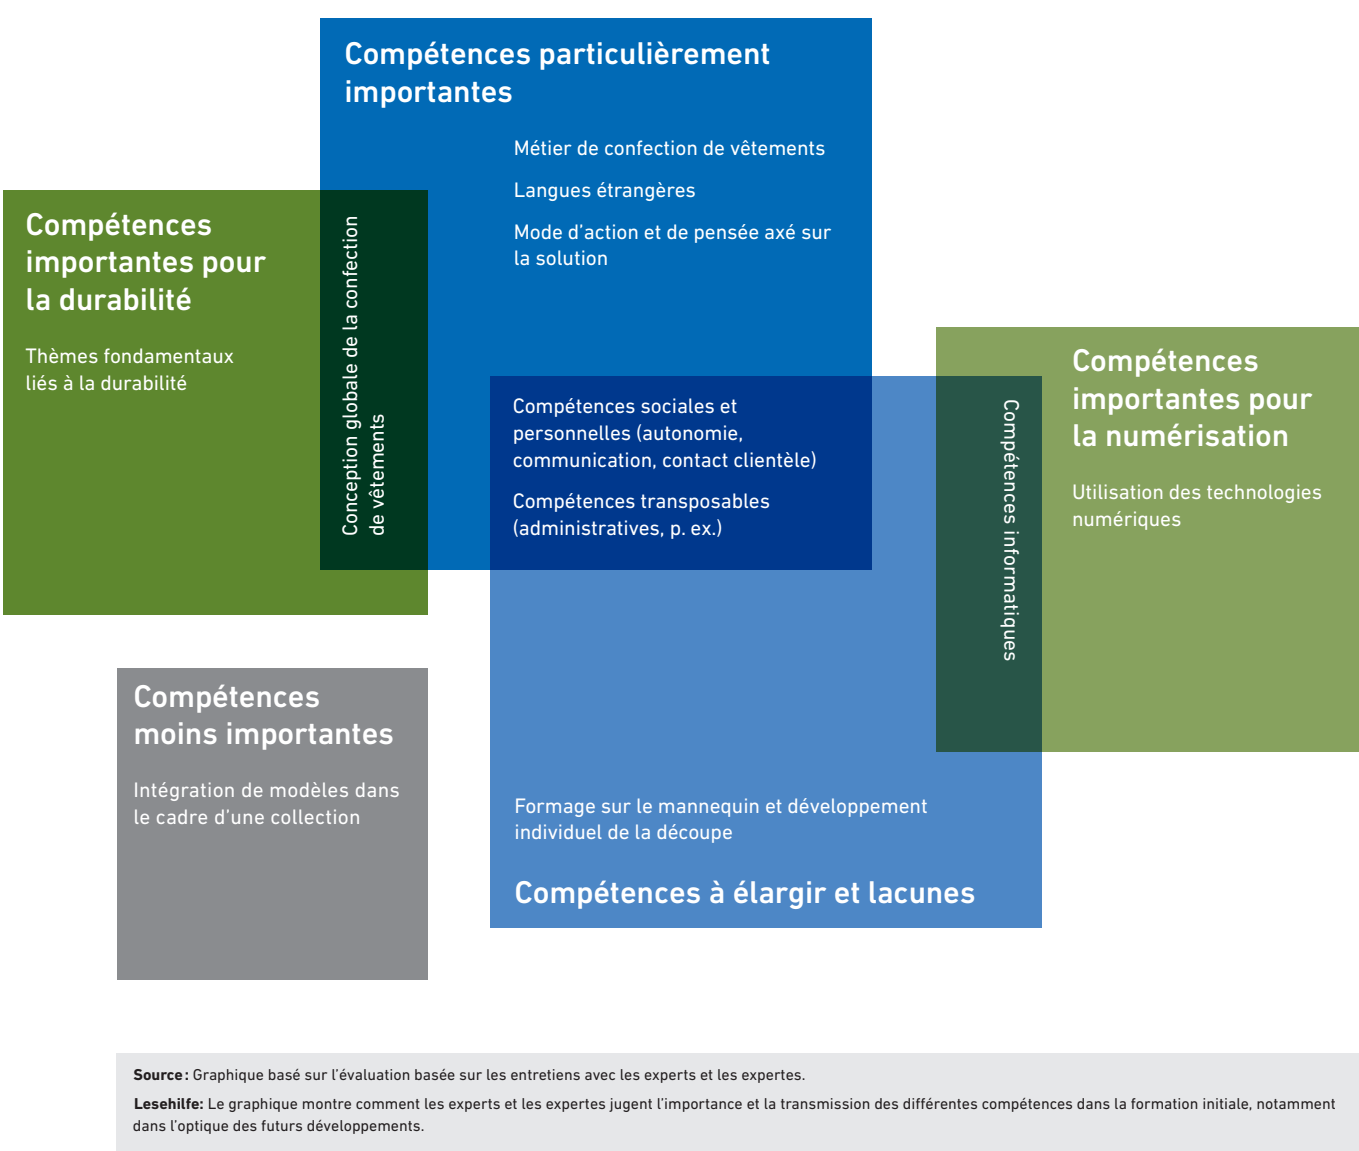 Compétences particulièrement
importantes
Métier de confection de vêtements
Langues étrangères
Mode d'action et de pensée axé sur
la solution
Compétences
importantes pour
la durabilité
Thèmes fondamentaux
liés à la durabilité
Conception globale de la confection
de vêtements
Compétences sociales et
personnelles (autonomie,
communication, contact clientèle)
Compétences transposables
(administratives, p. ex.)
Compétences informatiques
Compétences
importantes pour
la numérisation
Utilisation des technologies
numériques
Compétences
moins importantes
Intégration de modèles dans
le cadre d'une collection
Formage sur le mannequin et développement
individuel de la découpe
Compétences à élargir et lacunes
Source : Graphique basé sur l'évaluation basée sur les entretiens avec les experts et les expertes.
Lesehilfe: Le graphique montre comment les experts et les expertes jugent l'importance et la transmission des différentes compétences dans la formation initiale, notamment
dans l'optique des futurs développements.